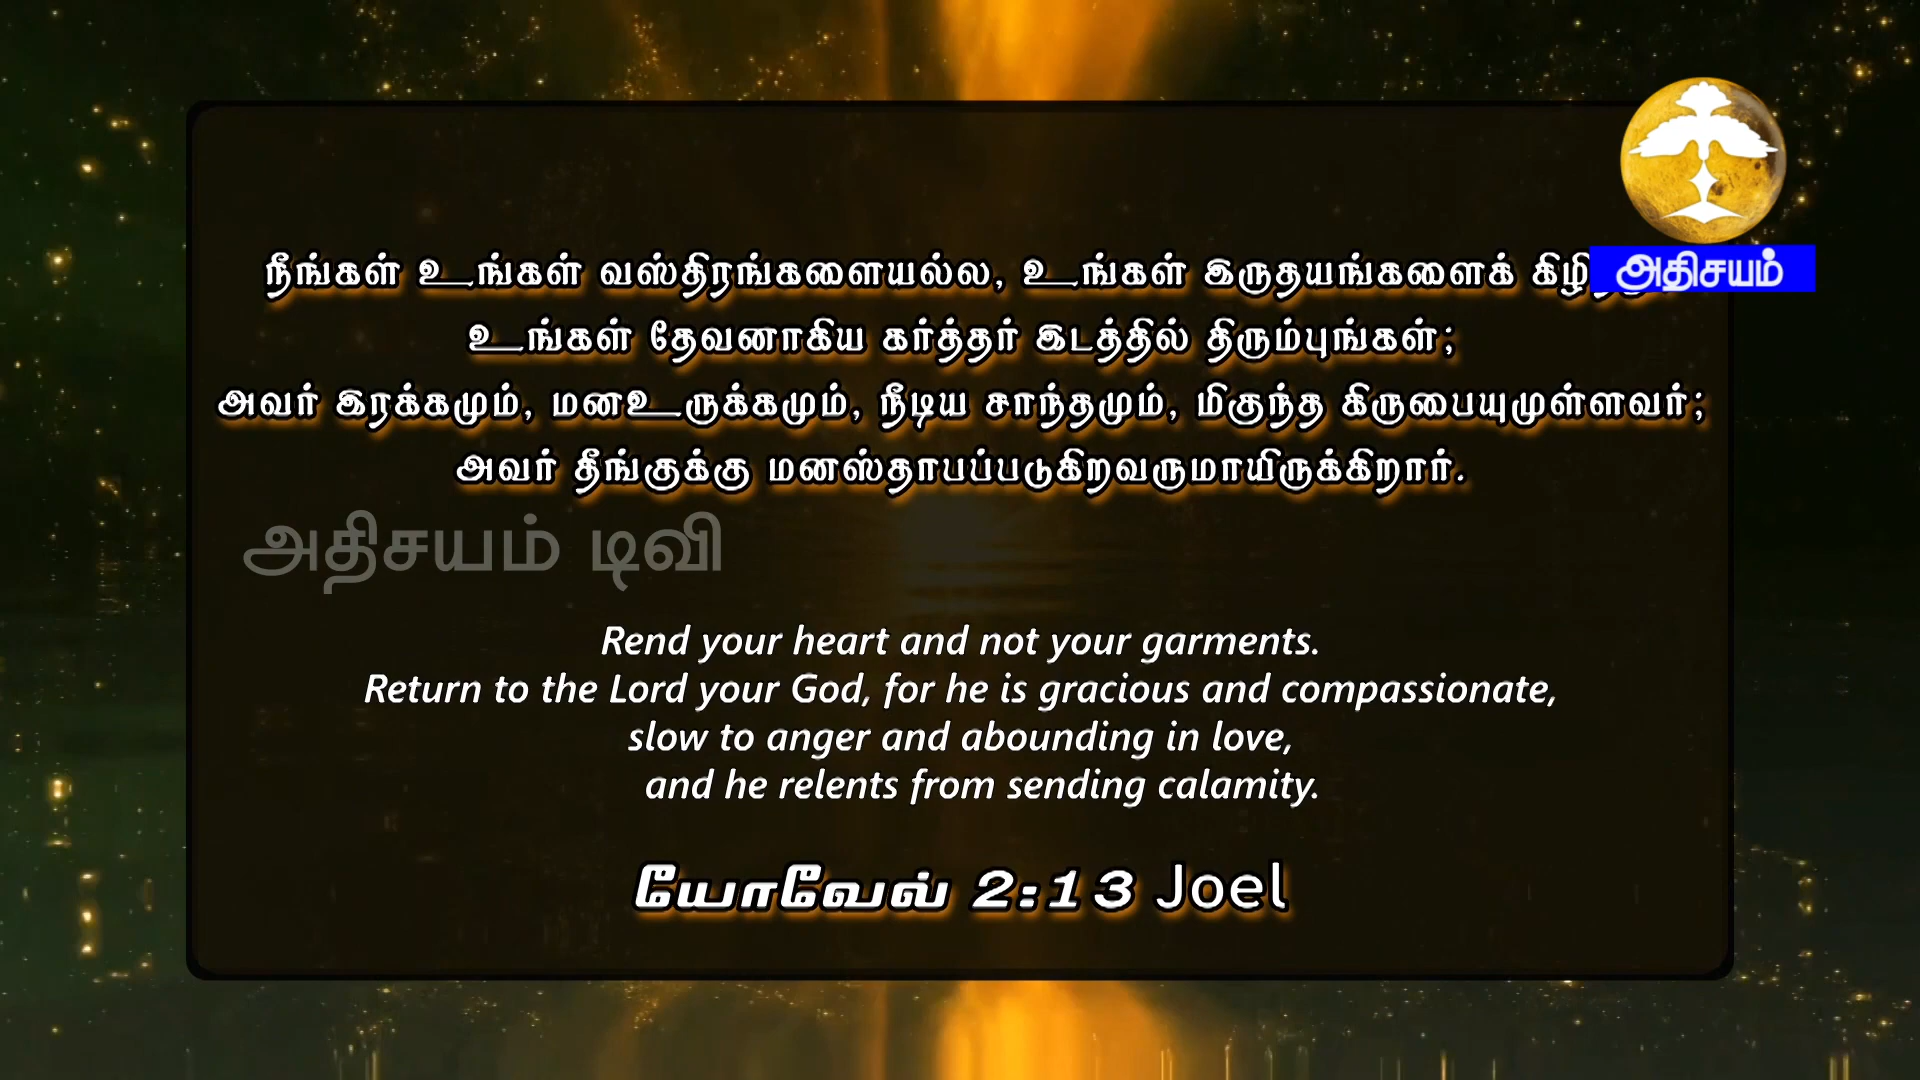 நீங்கள் உங்கள் வஸ்திரங்களையல்ல, உங்கள் இருதயங்களைக்
அதிசயம்
உங்கள் தேவனாகிய கர்த்தர் இடத்தில் திரும்புங்கள்;
அவர் இரக்கமும், மனஉருக்கமும், நீடிய சாந்தமும், மிகுந்த கிருபையுமுள்ளவர்;
அவர் தீங்குக்கு மனஸ்தாபப்படுகிறவருமாயிருக்கிறார்.
அதிசயம் டிவி
Rend your heart and not your garments.
Return to the Lord your God, for he is gracious and compassionate,
slow to anger and abounding in love,
and he relents from sending calamity.
யோவேல் 2:13 Joel